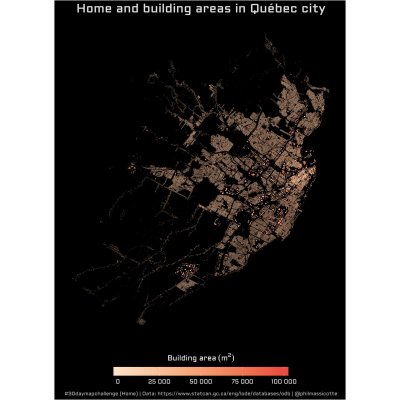 Home and building areas in Québec city
Building area (m²)
0 25 000 50 000 75 000 100 000
#30daymapchallenge (Home) | Data: https://www.statcan.gc.ca/eng/lode/databases/odb | @philmassicotte